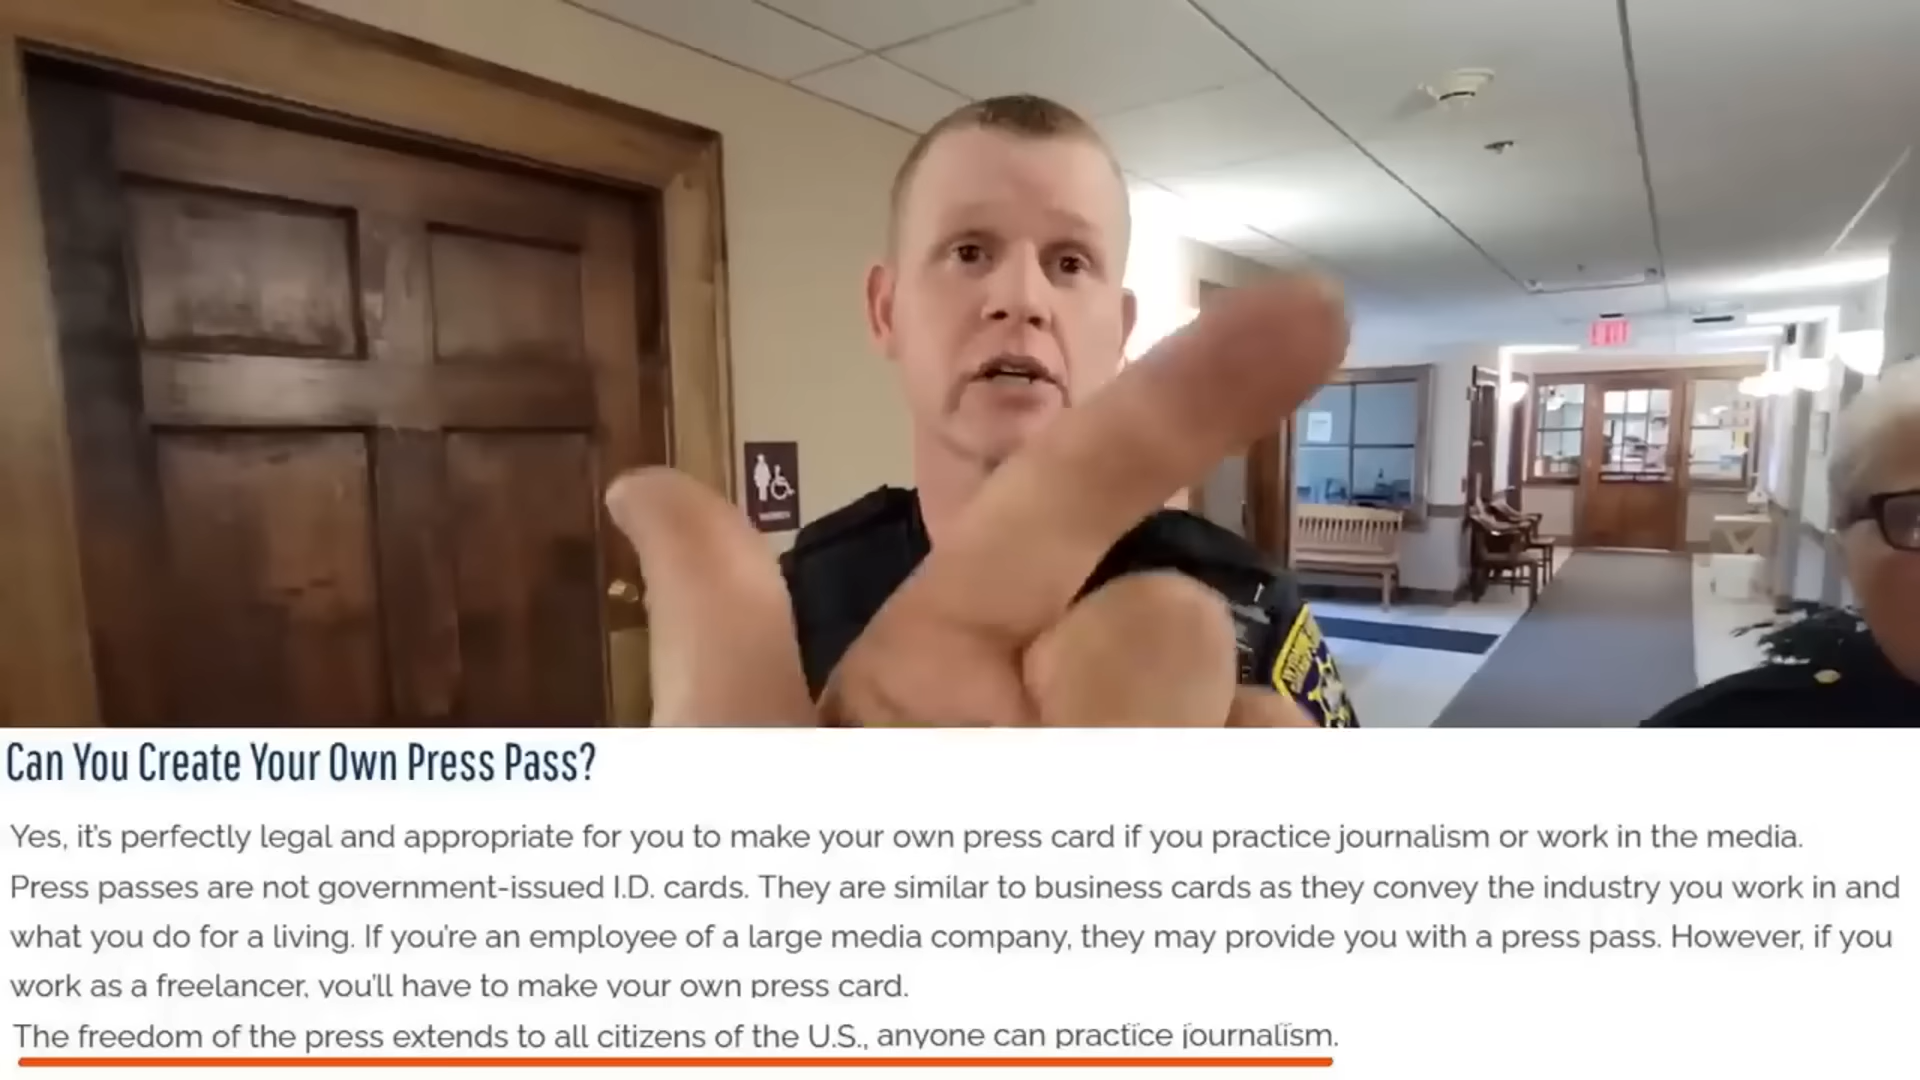 EXIT
WOMEN
Can You Create Your Own Press Pass?
Yes, it's perfectly legal and appropriate for you to make your own press card if you practice journalism or work in the media.
Press passes are not government-issued I.D. cards. They are similar to business cards as they convey the industry you work in and
what you do for a living. If you're an employee of a large media company, they may provide you with a press pass. However, if you
work as a freelancer, you'll have to make your own press card.
The freedom of the press extends to all citizens of the U.S., anyone can practice journalism.